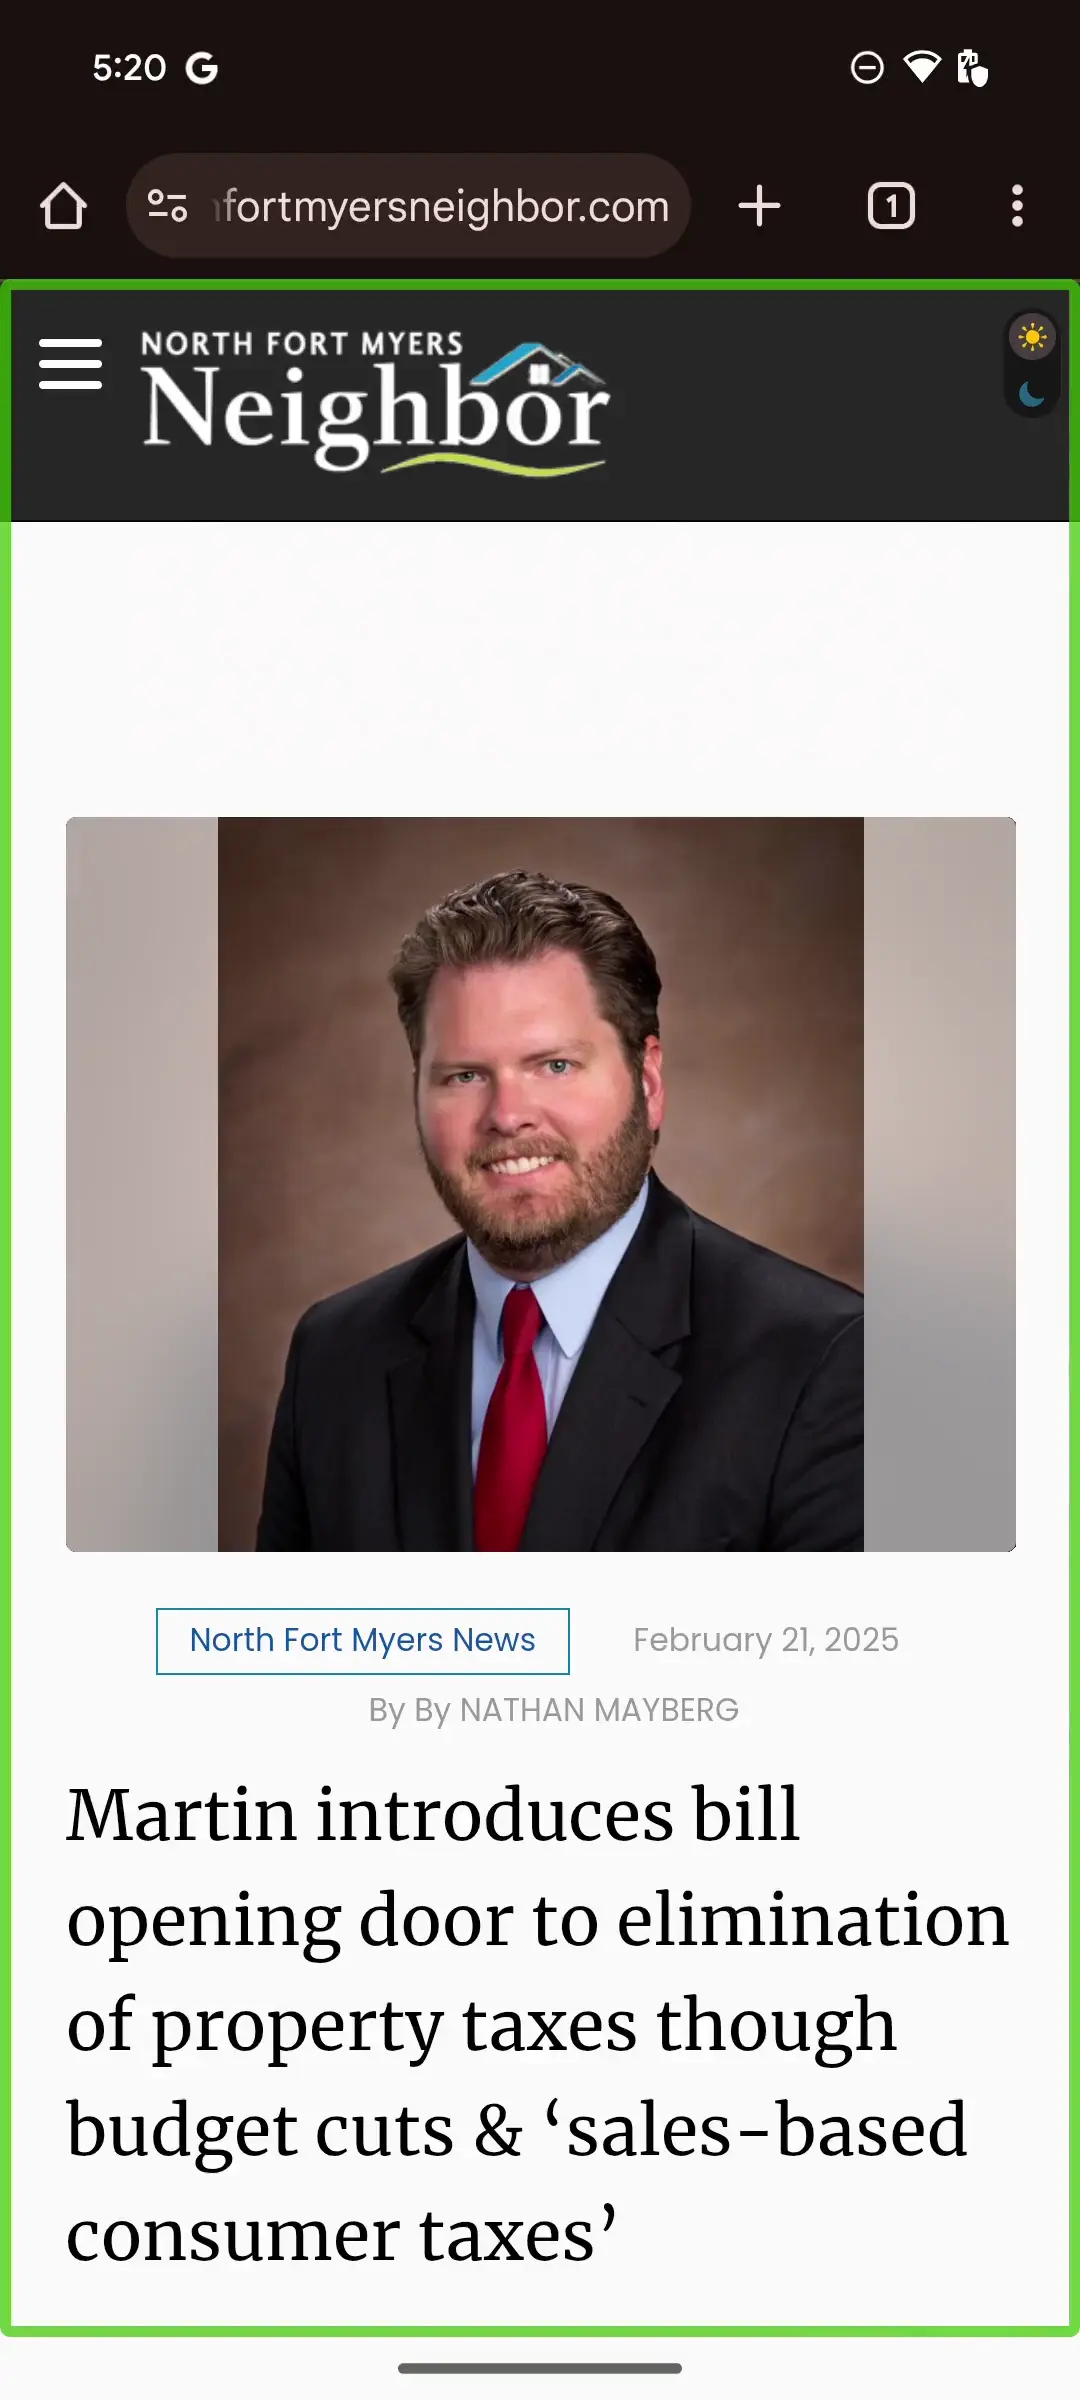 5:20
fortmyersneighbor.com
1
NORTH FORT MYERS
Neighbor
North Fort Myers News
February 21, 2025
By By NATHAN MAYBERG
Martin introduces bill
opening door to elimination
of property taxes though
budget cuts & ‘sales-based
consumer taxes’